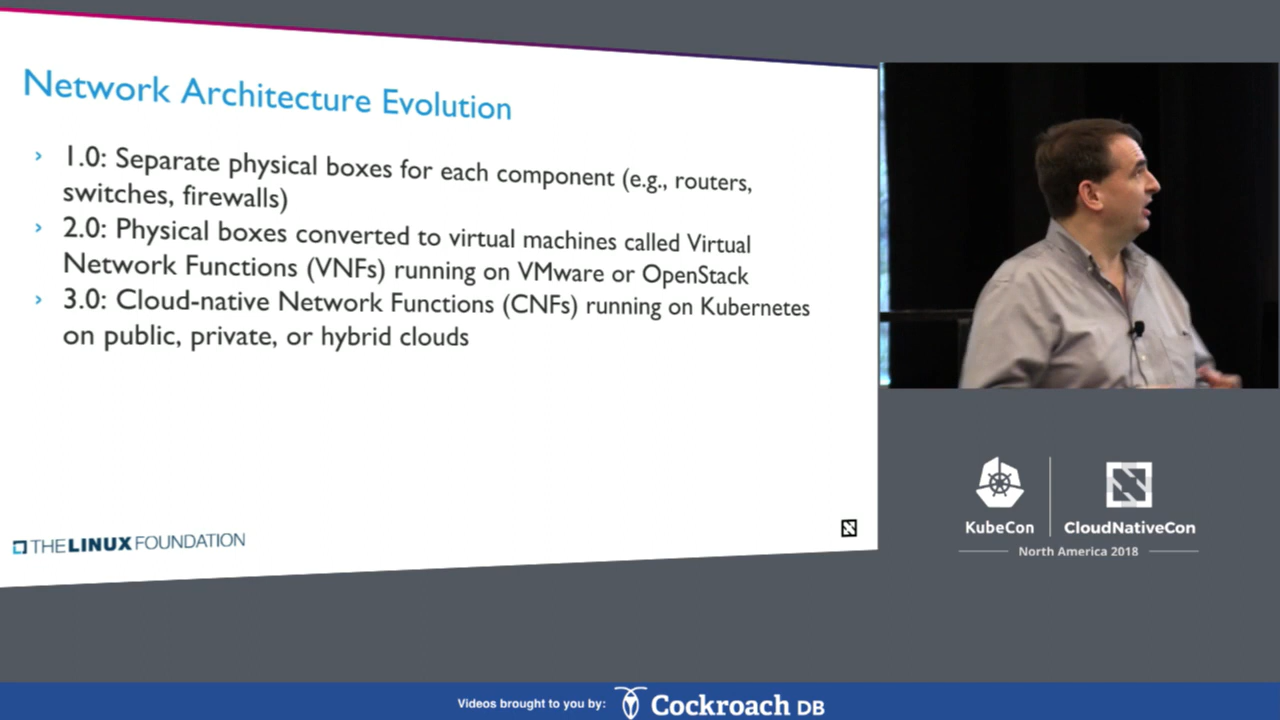 Network Architecture Evolution
› 1.0: Separate physical boxes for each component (e.g., routers,
switches, firewalls)
› 2.0: Physical boxes converted to virtual machines called Virtual
Network Functions (VNFs) running on VMware or OpenStack
› 3.0: Cloud-native Network Functions (CNFs) running on Kubernetes
on public, private, or hybrid clouds
THE LINUX FOUNDATION
KubeCon
CloudNativeCon
North America 2018
Videos brought to you by: Cockroach DB